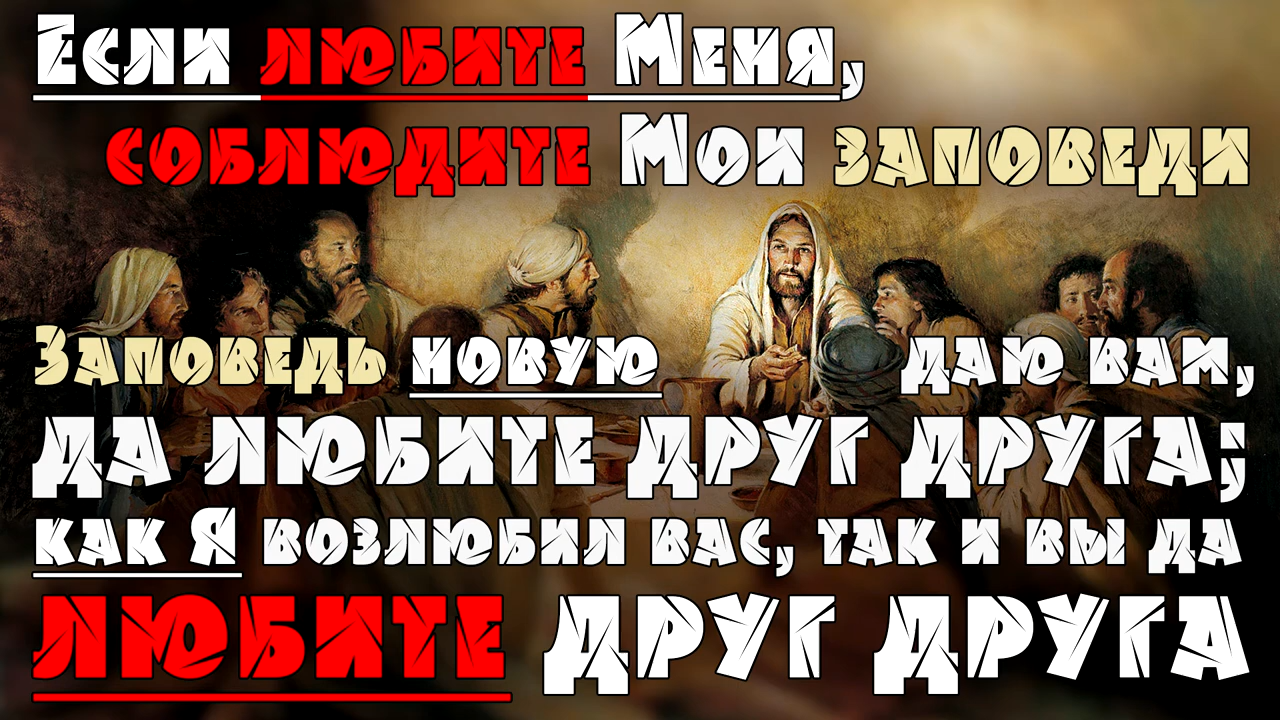 Если любите Меня,
соблюдите Мои заповеди
Заповедь новую даю вам,
ДА ЛЮБИТЕ ДРУГ ДРУГА;
как Я возлюбил вас, так и вы да
ЛЮБИТЕ ДРУГ ДРУГА